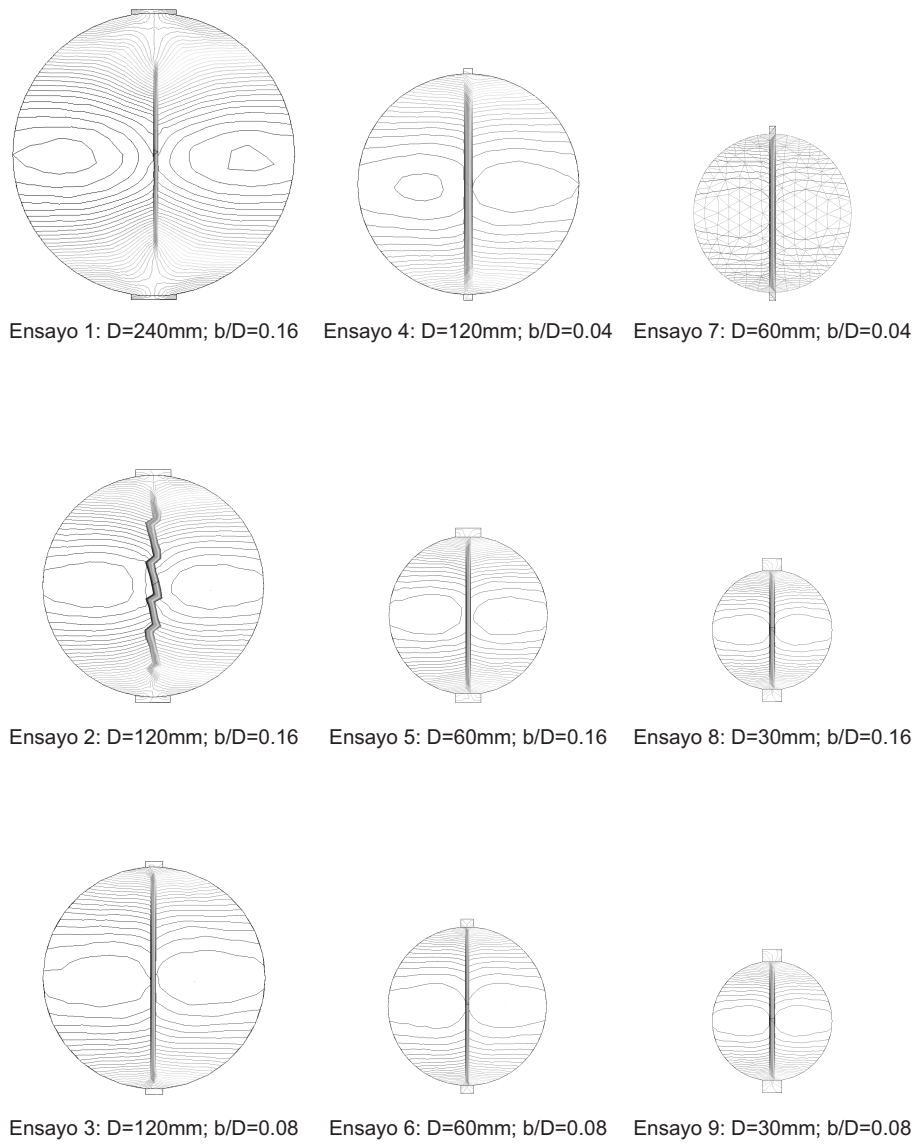 Ensayo 1: D=240mm; b/D=0.16
Ensayo 4: D=120mm; b/D=0.04
Ensayo 7: D=60mm; b/D=0.04
Ensayo 2: D=120mm; b/D=0.16
Ensayo 5: D=60mm; b/D=0.16
Ensayo 8: D=30mm; b/D=0.16
Ensayo 3: D=120mm; b/D=0.08
Ensayo 6: D=60mm; b/D=0.08
Ensayo 9: D=30mm; b/D=0.08